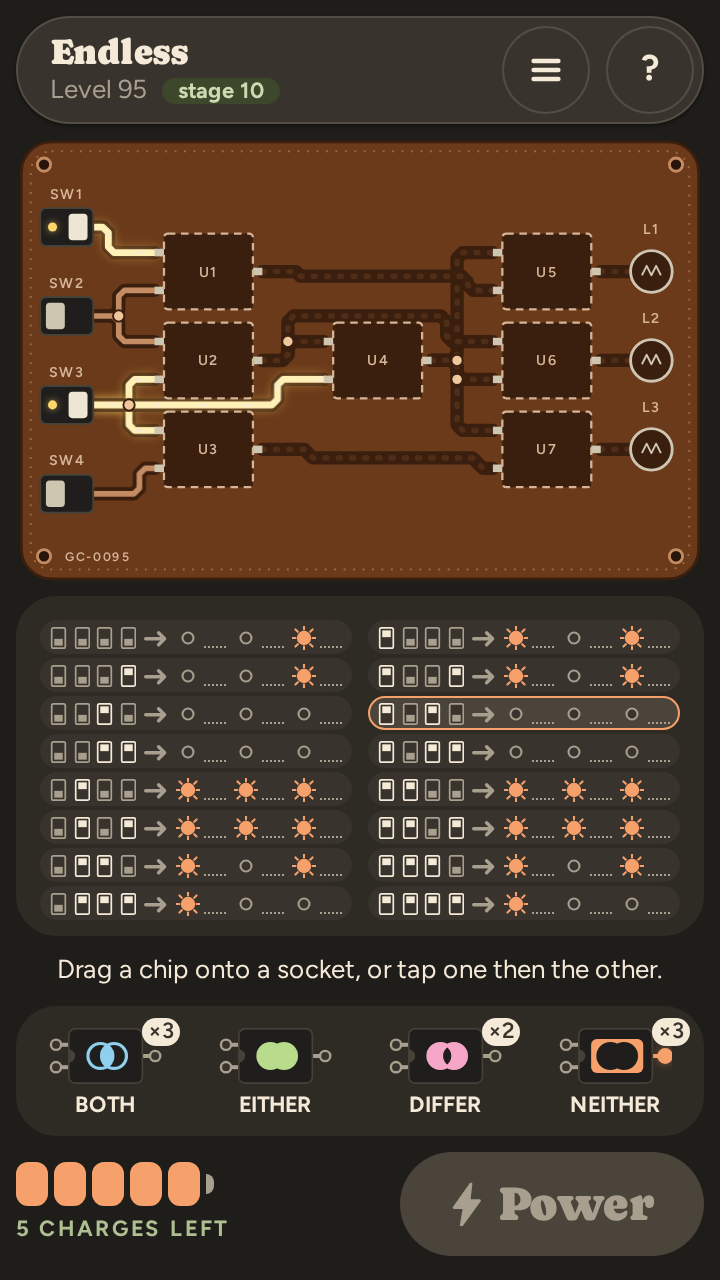 Endless
Level 95 stage 10
?
SW1
SW2
SW3
SW4
U1
U2
U3
U4
U5
U6
U7
L1
L2
L3
GC-0095
Drag a chip onto a socket, or tap one then the other.
×3
BOTH
EITHER
×2
DIFFER
×3
NEITHER
5 CHARGES LEFT
Power